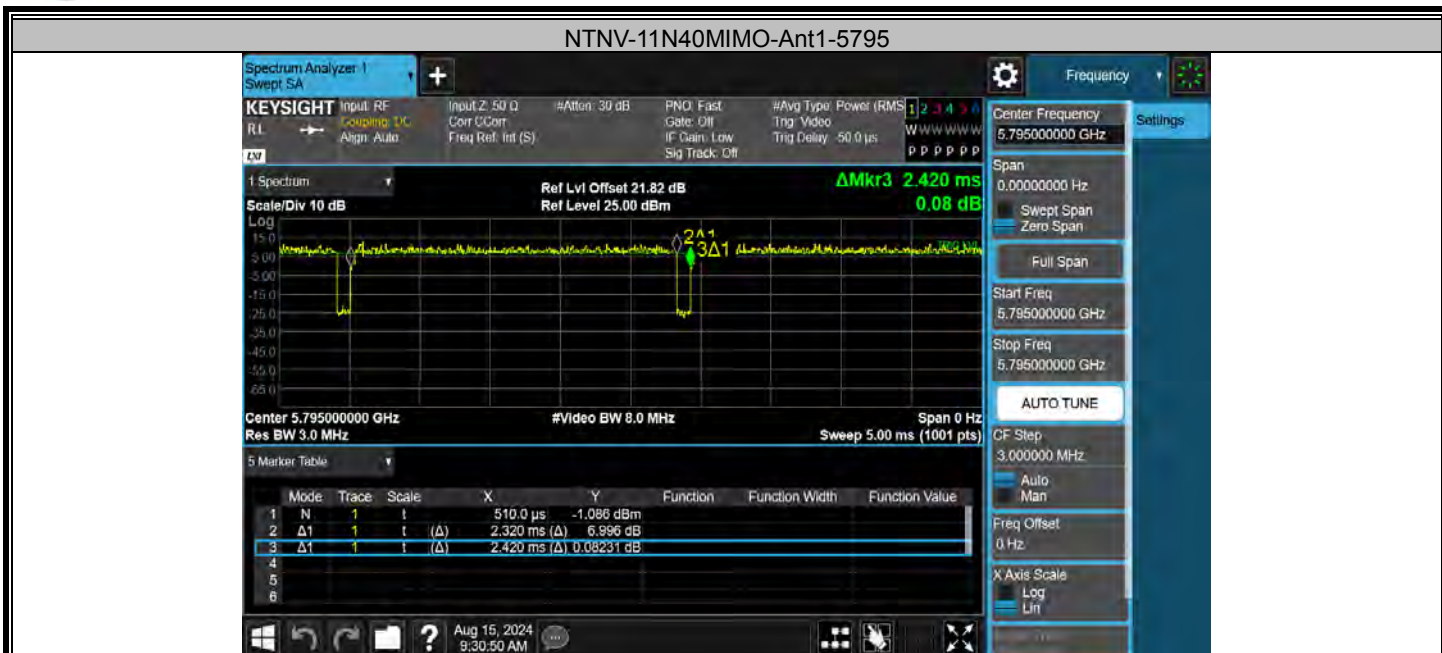 NTNV-11N40MIMO-Ant1-5795
Spectrum Analyzer 1
Swept SA
Frequency
KEYSIGHT Input: RF Input Z: 50 Ω #Atten: 30 dB PNO: Fast #Avg Type: Power (RMS 1 2 3 4 5 6
RL Coupling: DC Corr CCorr Gate: Off Trig: Video
Align: Auto Freq Ref: Int (S) IF Gain: Low Trig Delay: -50.0 µs W W W W W W
LXI Sig Track: Off P P P P P P
Center Frequency
5.795000000 GHz
Settings
Span
0.00000000 Hz
Swept Span
Zero Span
Full Span
Start Freq
5.795000000 GHz
Stop Freq
5.795000000 GHz
AUTO TUNE
CF Step
3.000000 MHz
Auto
Man
Freq Offset
0 Hz
X Axis Scale
Log
Lin
1 Spectrum
Ref Lvl Offset 21.82 dB ΔMkr3 2.420 ms
Scale/Div 10 dB Ref Level 25.00 dBm 0.08 dB
Log
15.0
5.00
-5.00
-15.0
-25.0
-35.0
-45.0
-55.0
-65.0
2Δ1
3Δ1
Center 5.795000000 GHz #Video BW 8.0 MHz Span 0 Hz
Res BW 3.0 MHz Sweep 5.00 ms (1001 pts)
5 Marker Table
Mode Trace Scale X Y Function Function Width Function Value
1 N 1 t 510.0 µs -1.086 dBm
2 Δ1 1 t (Δ) 2.320 ms (Δ) 6.996 dB
3 Δ1 1 t (Δ) 2.420 ms (Δ) 0.08231 dB
4
5
6
?
Aug 15, 2024
9:30:50 AM